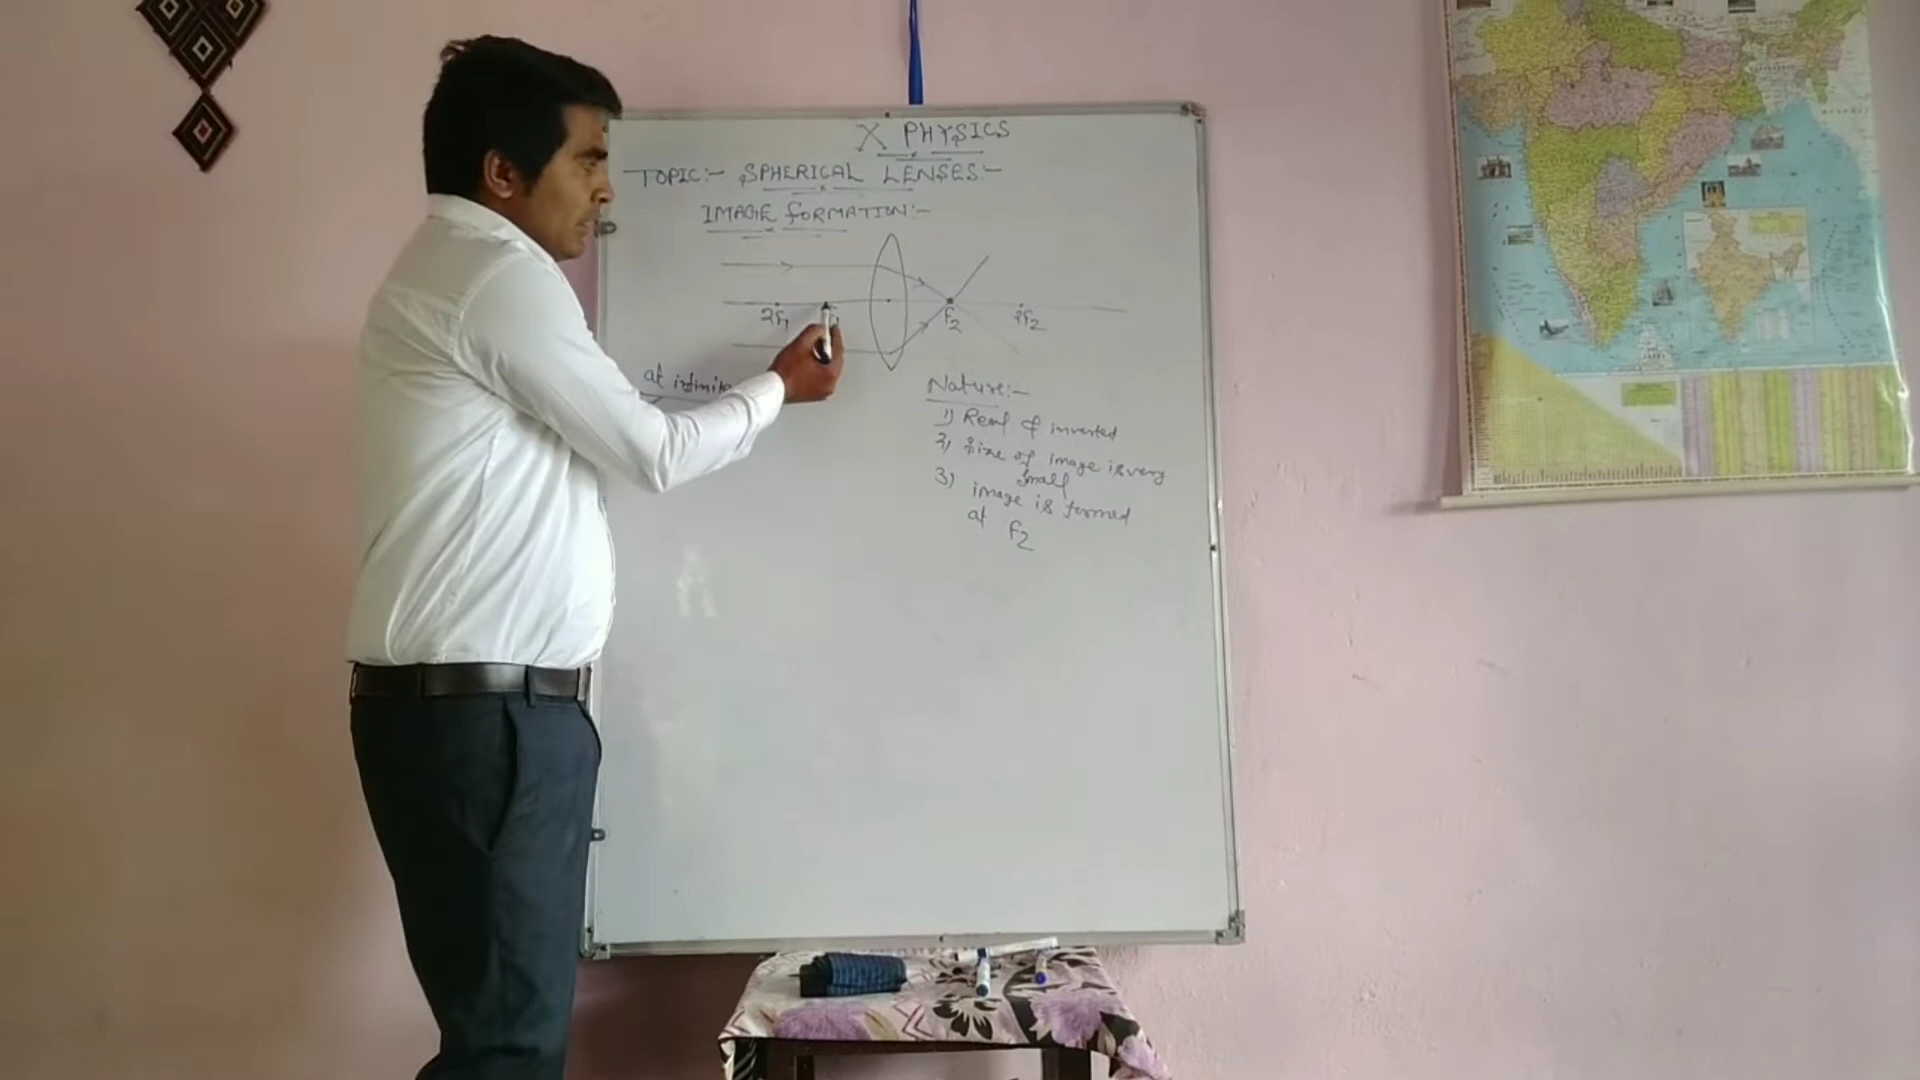 X PHYSICS
TOPIC:- SPHERICAL LENSES:-
IMAGE FORMATION:-
2F1 F2 2F2
at
Nature:-
1) Real & inverted
2) Size of image is very
small
3) image is formed
at F2